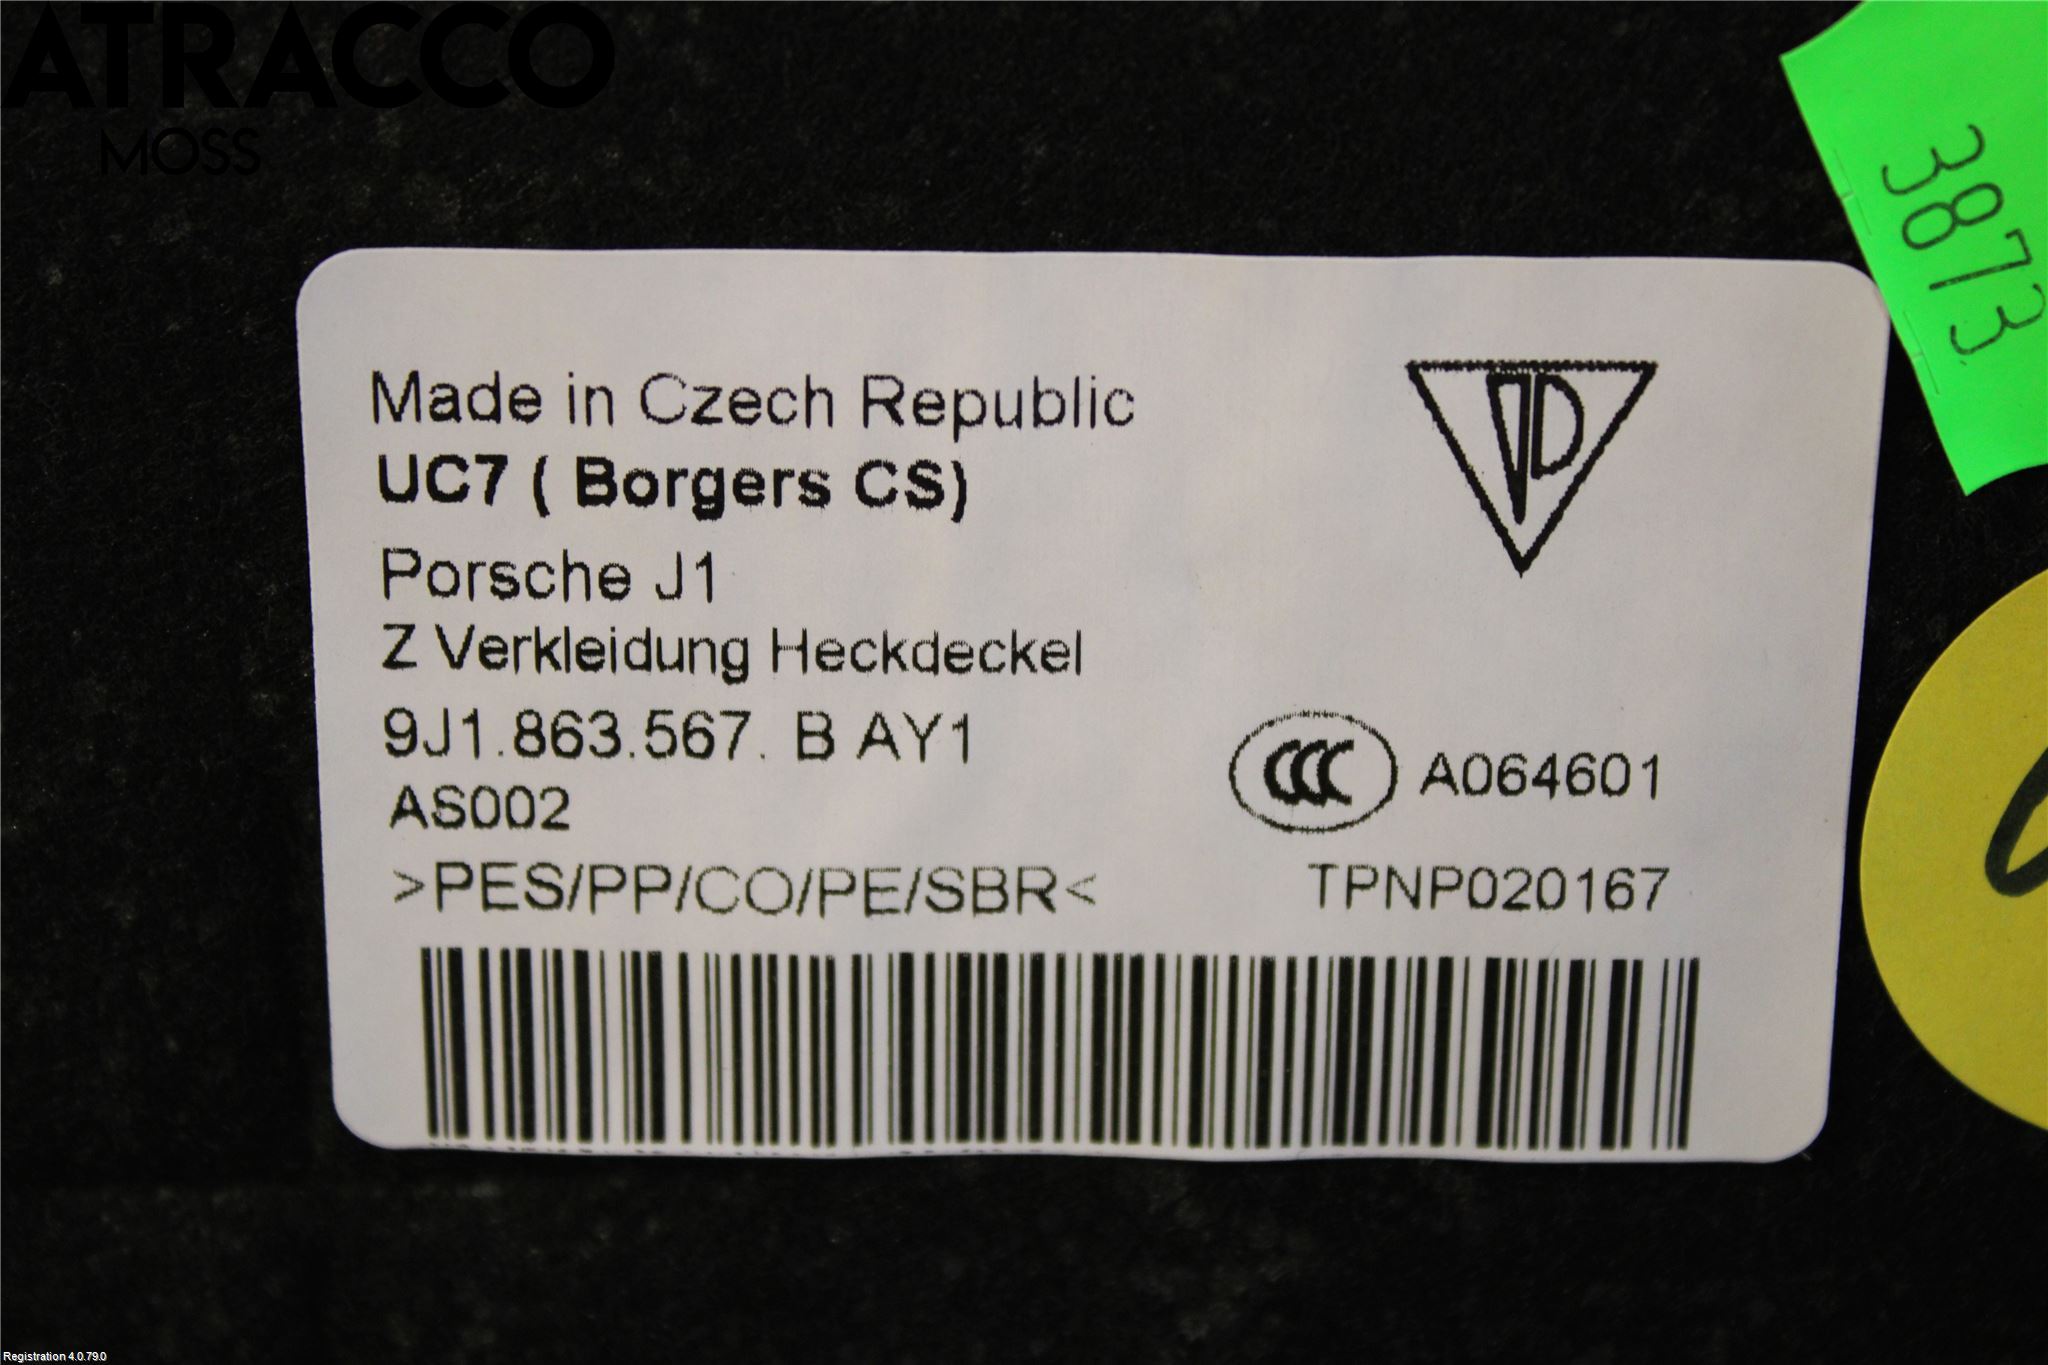 ATRACCO
MOSS
3873
Made in Czech Republic
UC7 ( Borgers CS)
Porsche J1
Z Verkleidung Heckdeckel
9J1.863.567. B AY1
AS002
CCC A064601
>PES/PP/CO/PE/SBR<
TPNP020167
Registration 4.0.79.0